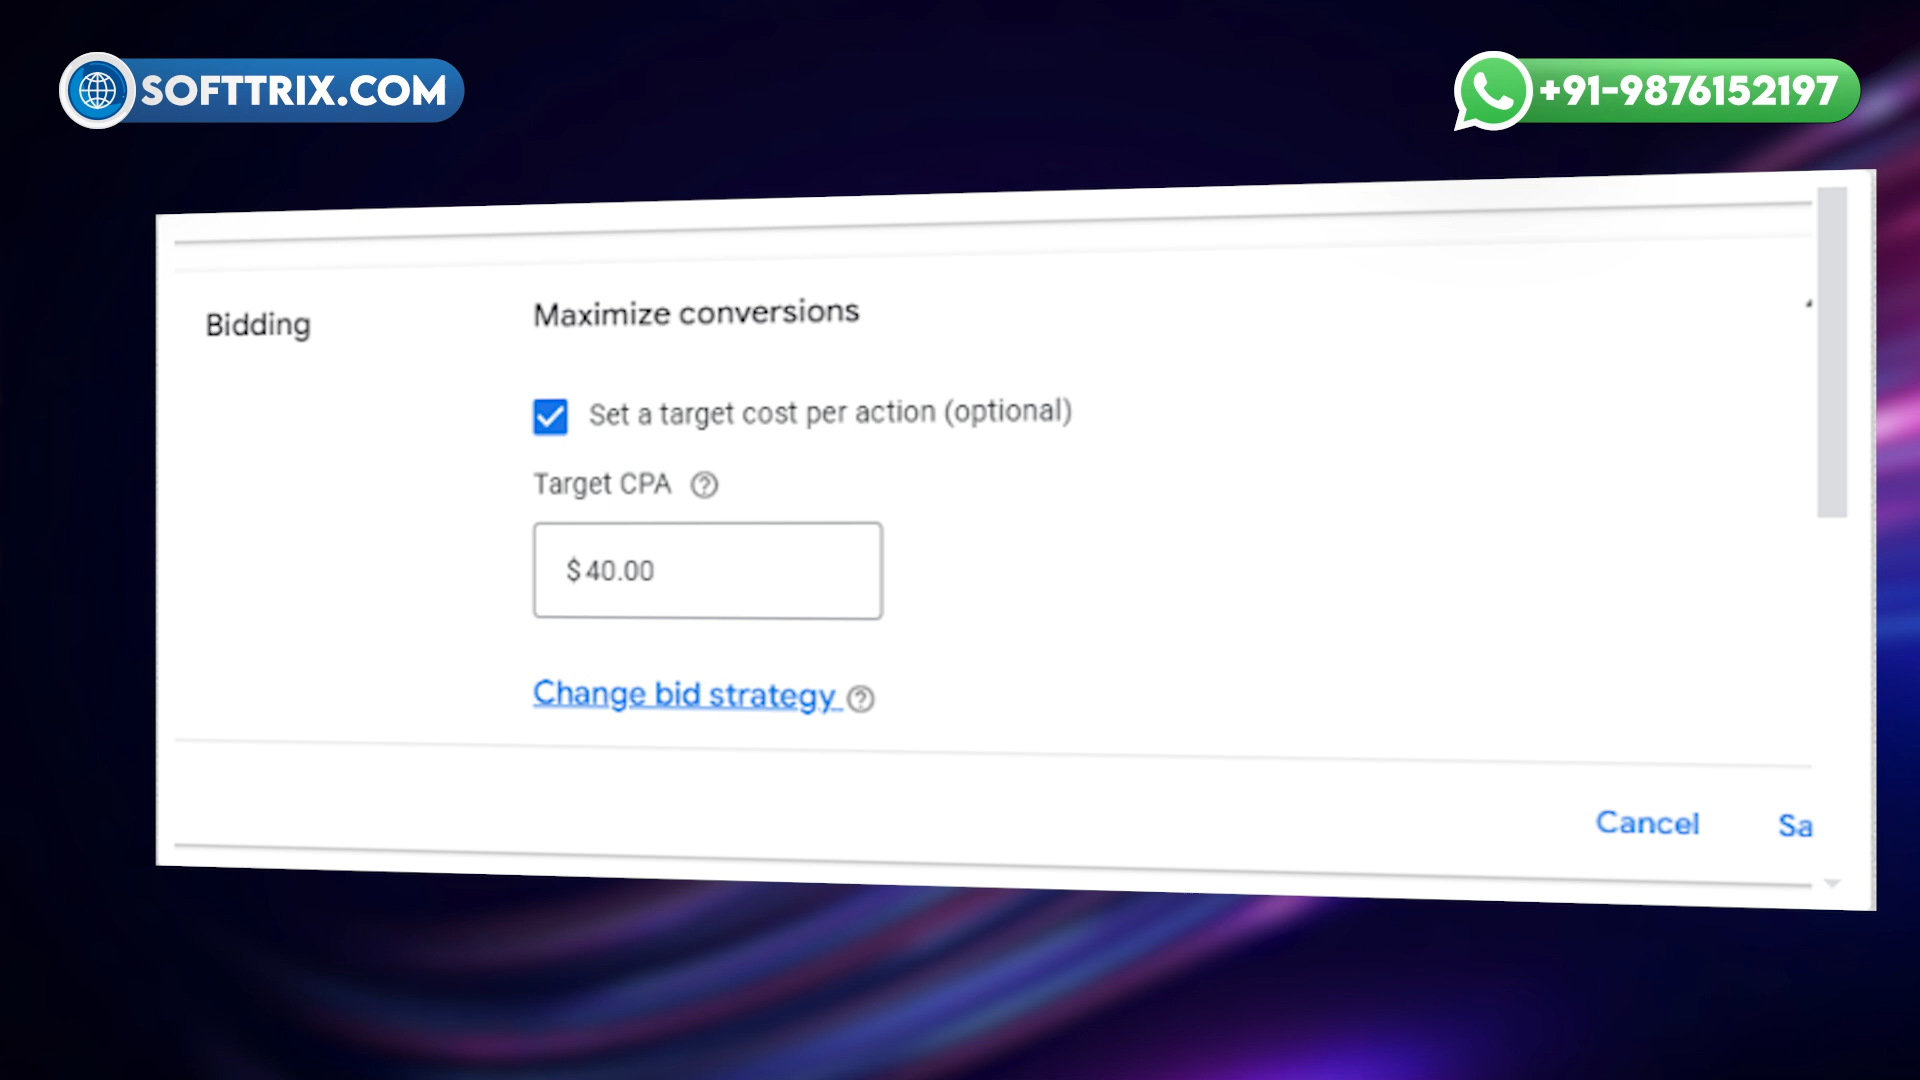 SOFTTRIX.COM
+91-9876152197
Bidding
Maximize conversions
Set a target cost per action (optional)
Target CPA
$ 40.00
Change bid strategy
Cancel
Sa